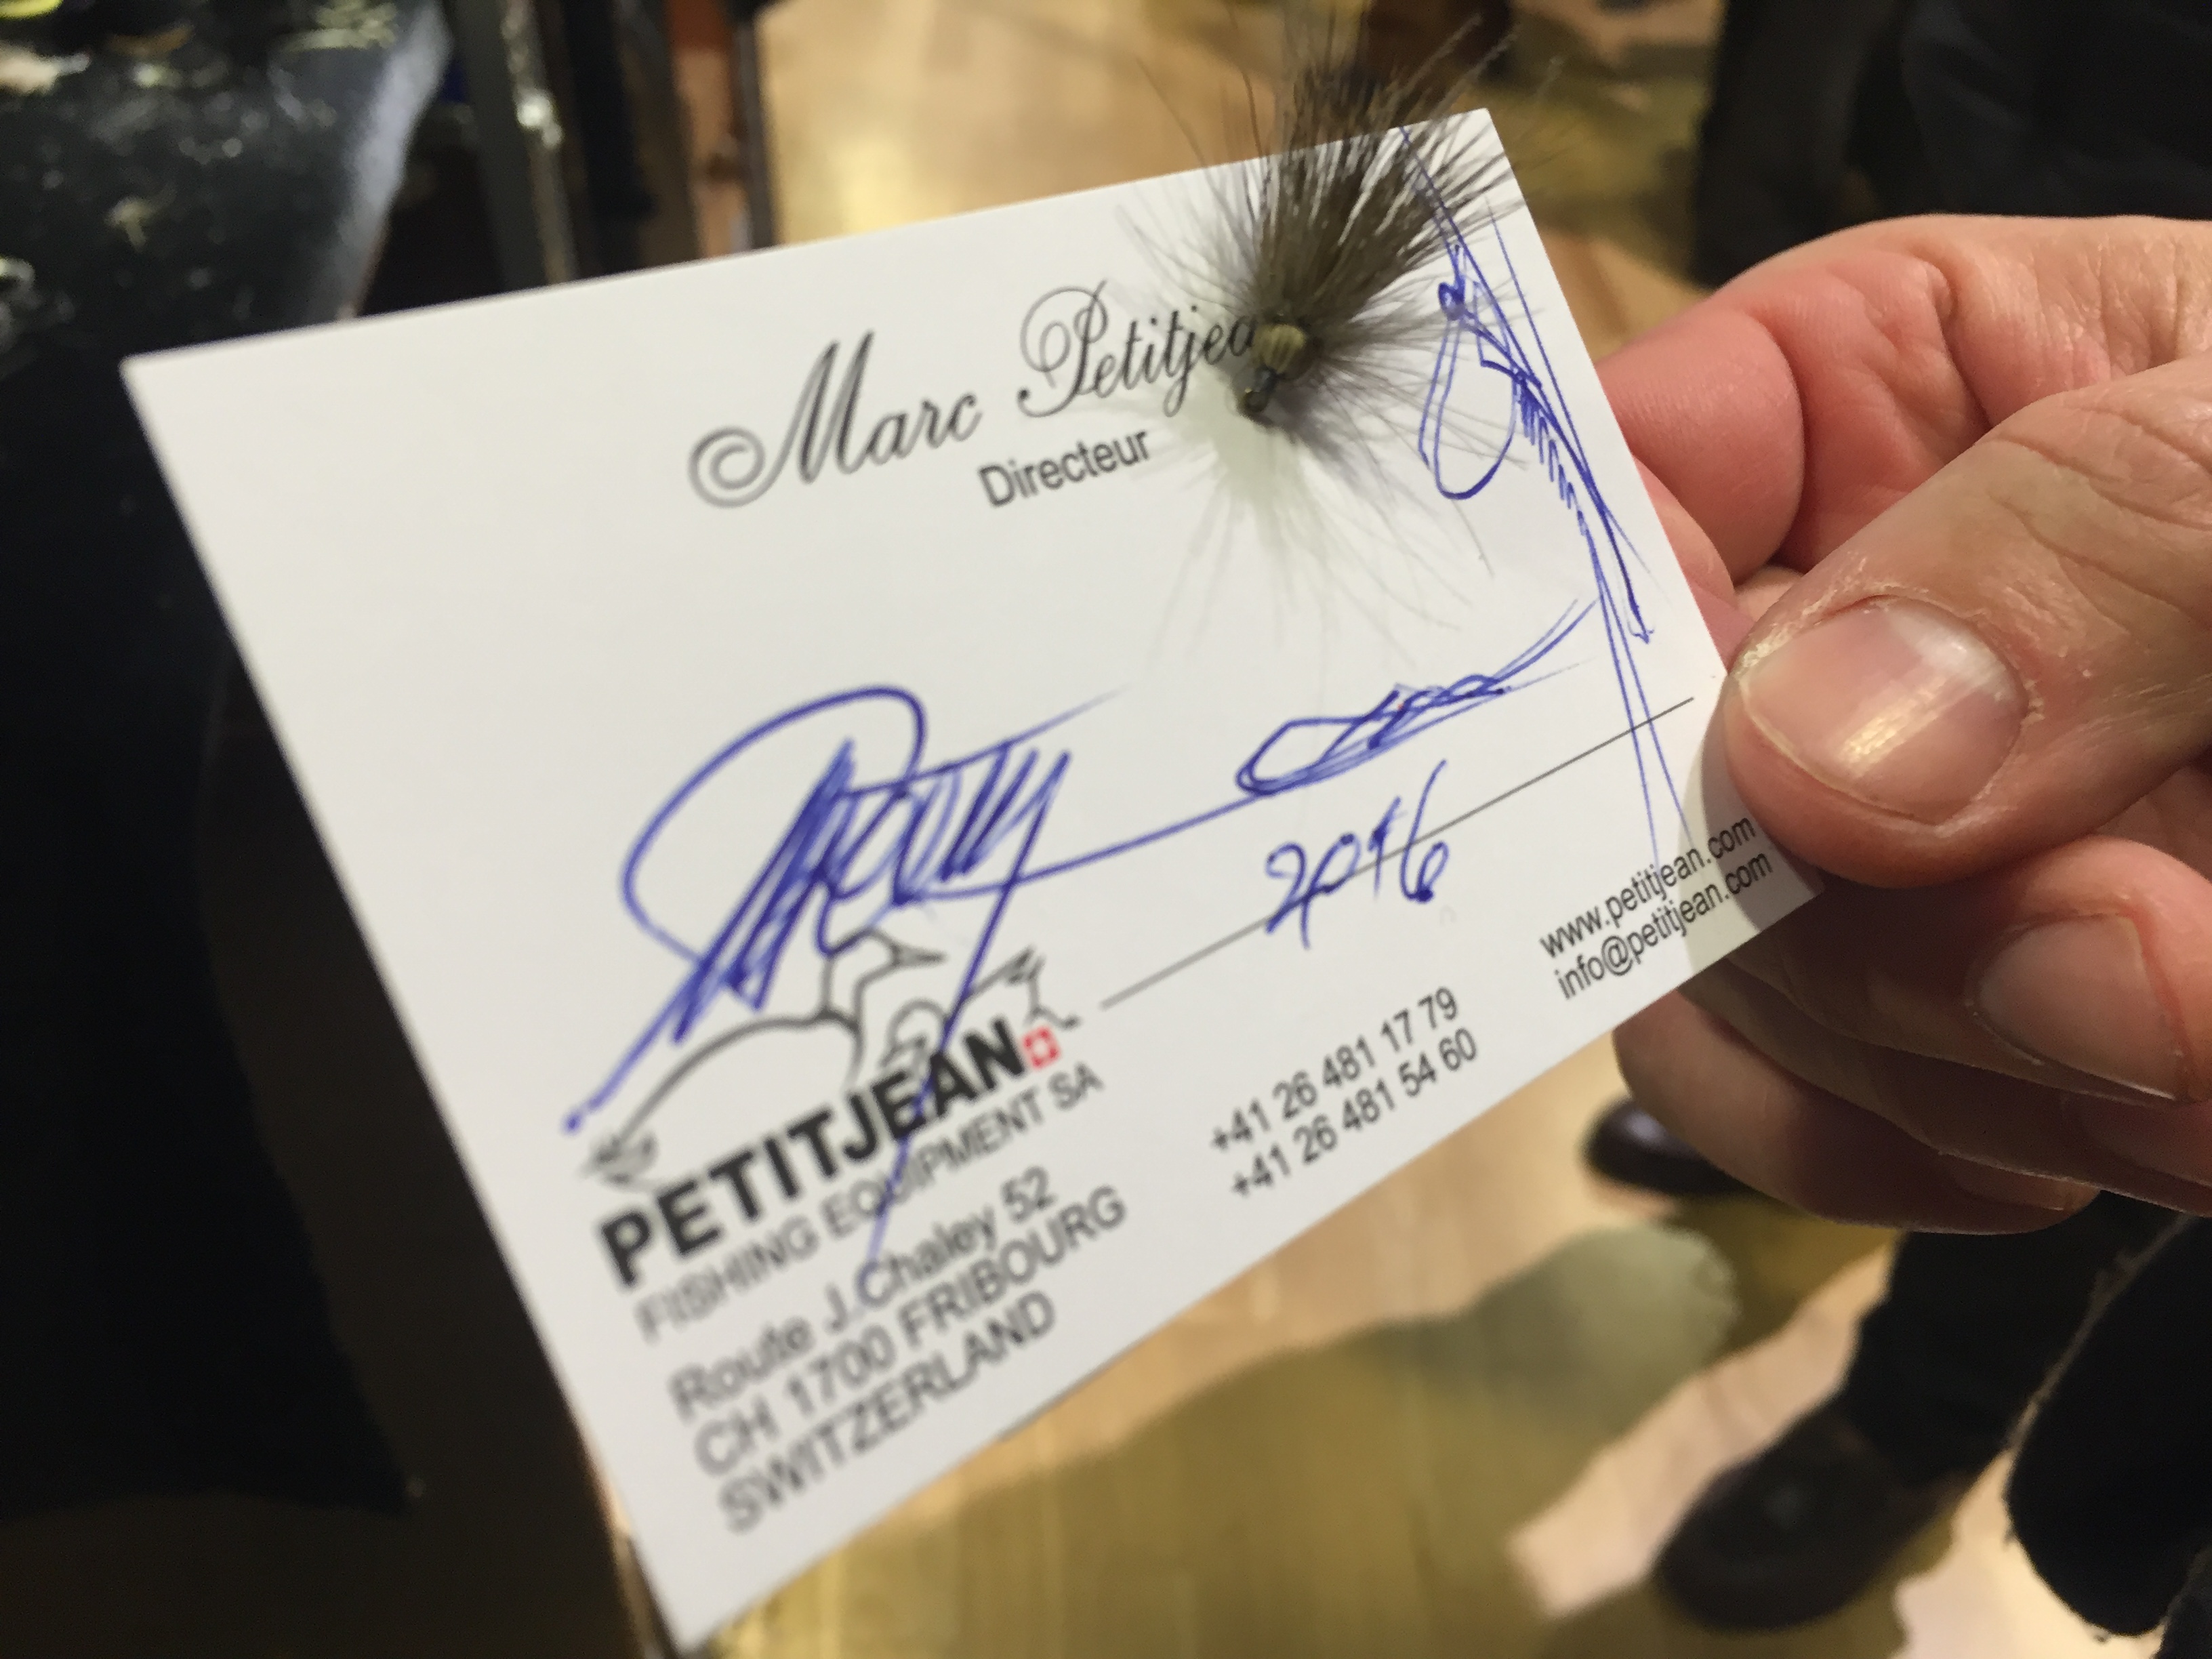 Marc Petitjea
Directeur
2016
www.petitjean.com
info@petitjean.com
PETITJEAN
FISHING EQUIPMENT SA
Route J.Chaley 52
CH 1700 FRIBOURG
SWITZERLAND
+41 26 481 17 79
+41 26 481 54 60